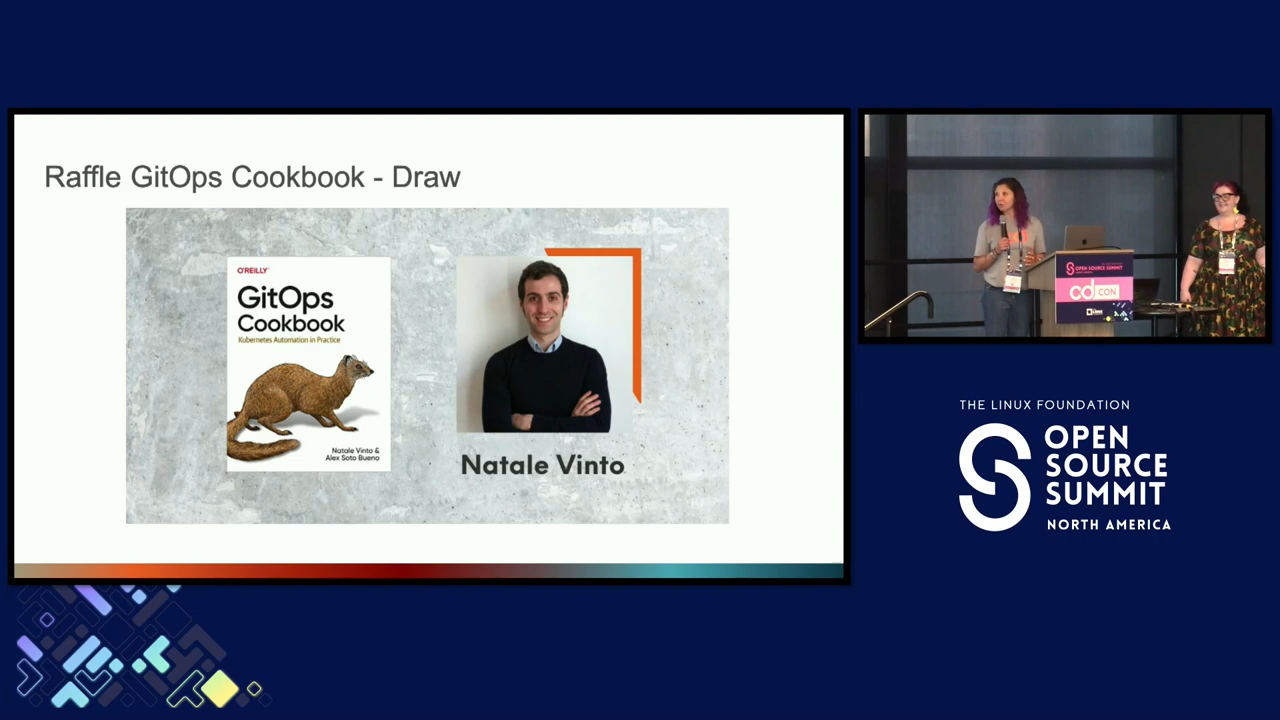 Raffle GitOps Cookbook - Draw
O'REILLY
GitOps
Cookbook
Kubernetes Automation in Practice
Natale Vinto &
Alex Soto Bueno
Natale Vinto
OPEN SOURCE SUMMIT
cd CON
THE LINUX FOUNDATION
OPEN
SOURCE
SUMMIT
NORTH AMERICA